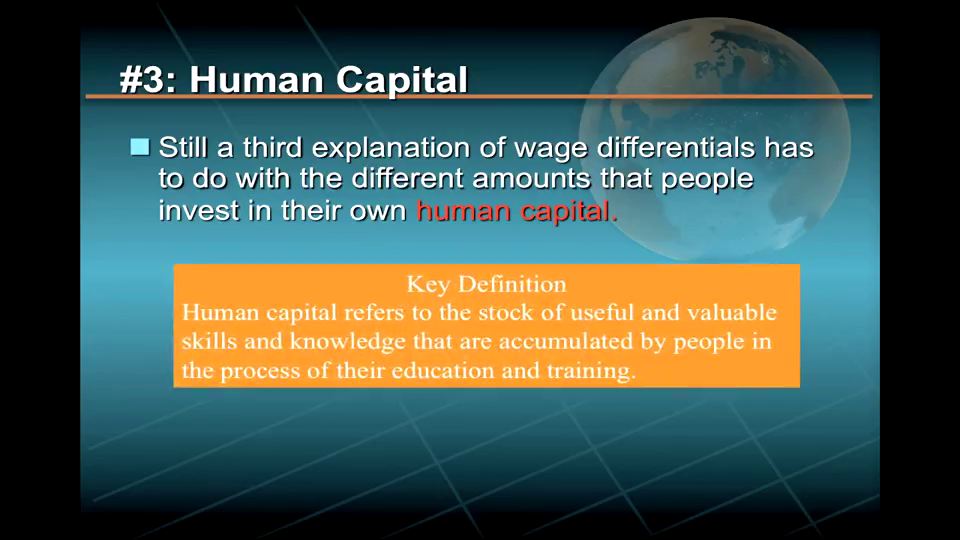 #3: Human Capital
Still a third explanation of wage differentials has
to do with the different amounts that people
invest in their own human capital.
Key Definition
Human capital refers to the stock of useful and valuable
skills and knowledge that are accumulated by people in
the process of their education and training.